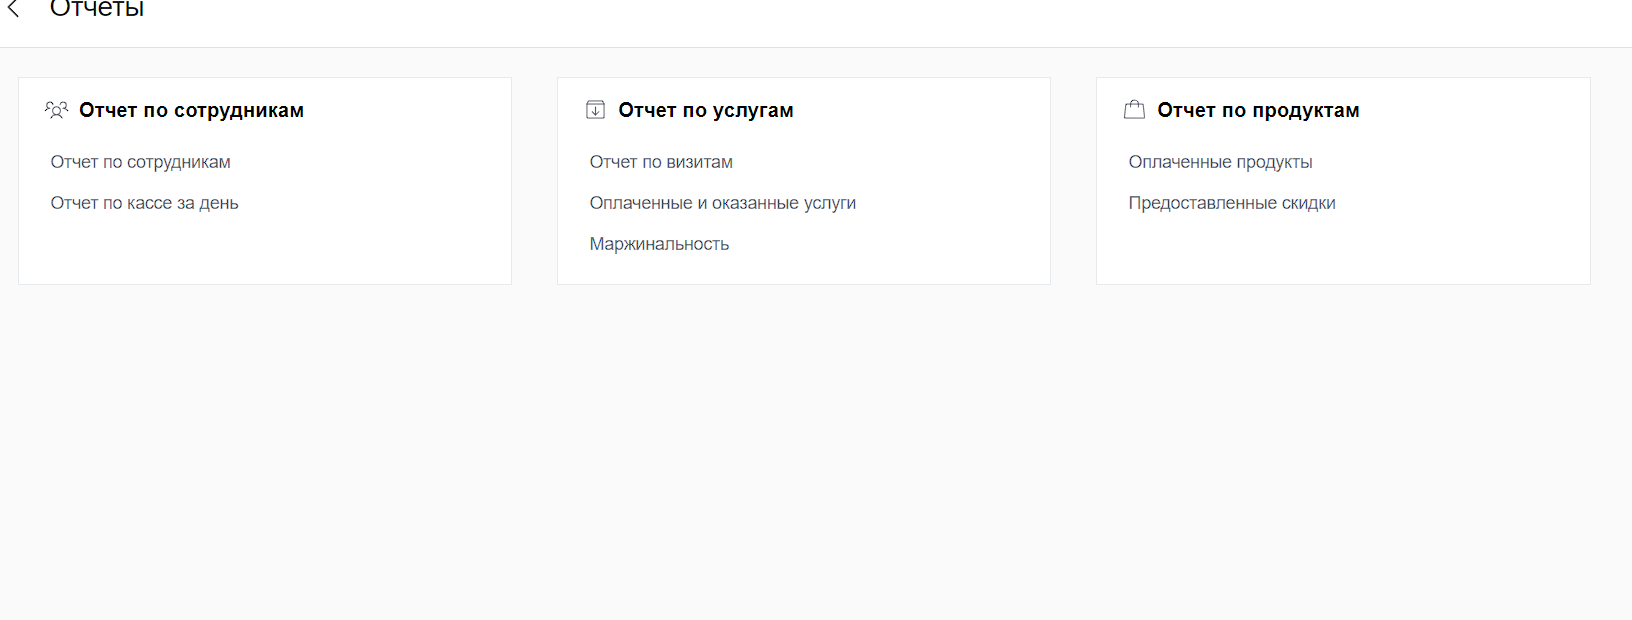 Отчеты
Отчет по сотрудникам
Отчет по сотрудникам
Отчет по кассе за день
Отчет по услугам
Отчет по визитам
Оплаченные и оказанные услуги
Маржинальность
Отчет по продуктам
Оплаченные продукты
Предоставленные скидки